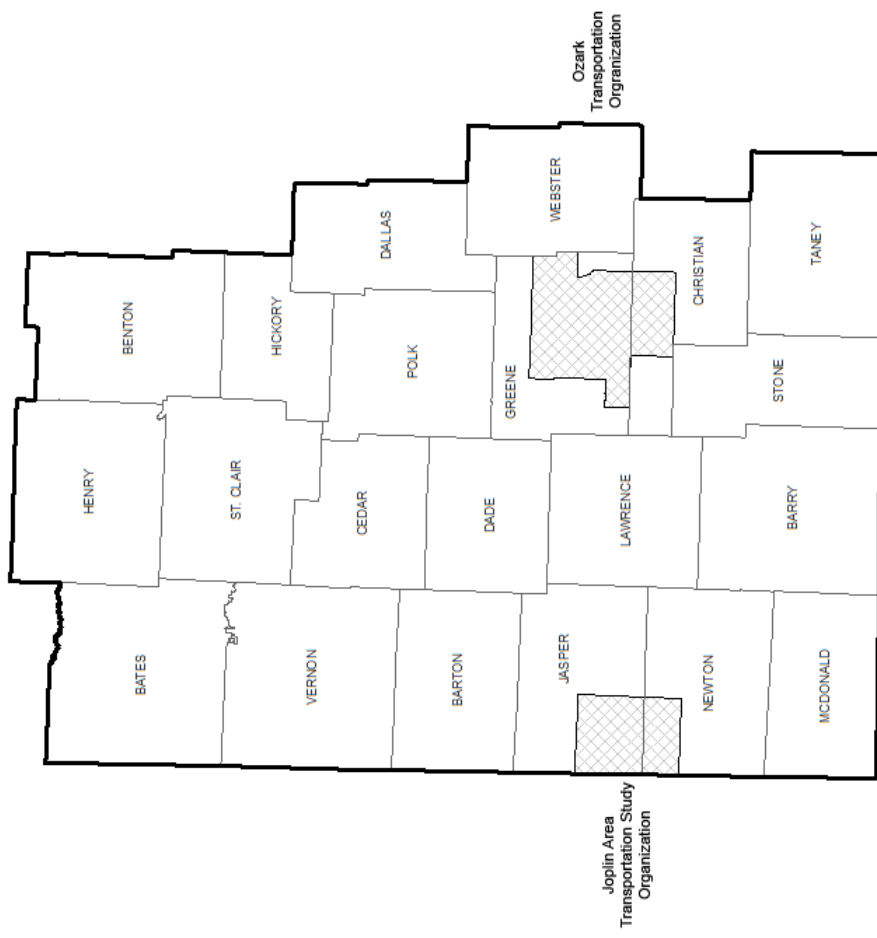 HENRY
BENTON
BATES
ST. CLAIR
HICKORY
VERNON
DALLAS
CEDAR
POLK
BARTON
DADE
WEBSTER
GREENE
Ozark
Transportation
Orgranization
JASPER
LAWRENCE
CHRISTIAN
NEWTON
Joplin Area
Transportation Study
Organization
STONE
TANEY
BARRY
MCDONALD